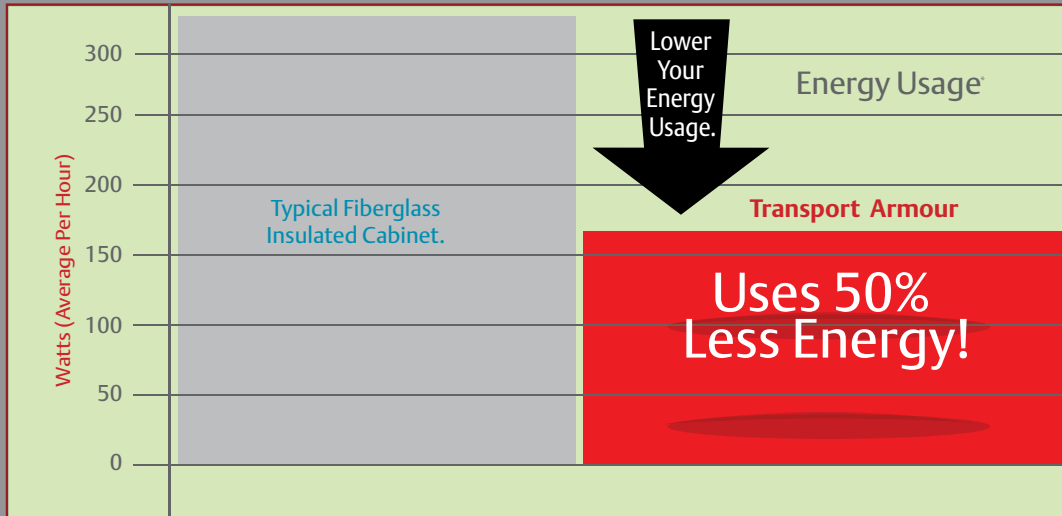 300
250
200
150
100
50
0
Watts (Average Per Hour)
Typical Fiberglass
Insulated Cabinet.
Lower
Your
Energy
Usage.
Energy Usage
Transport Armour
Uses 50%
Less Energy!